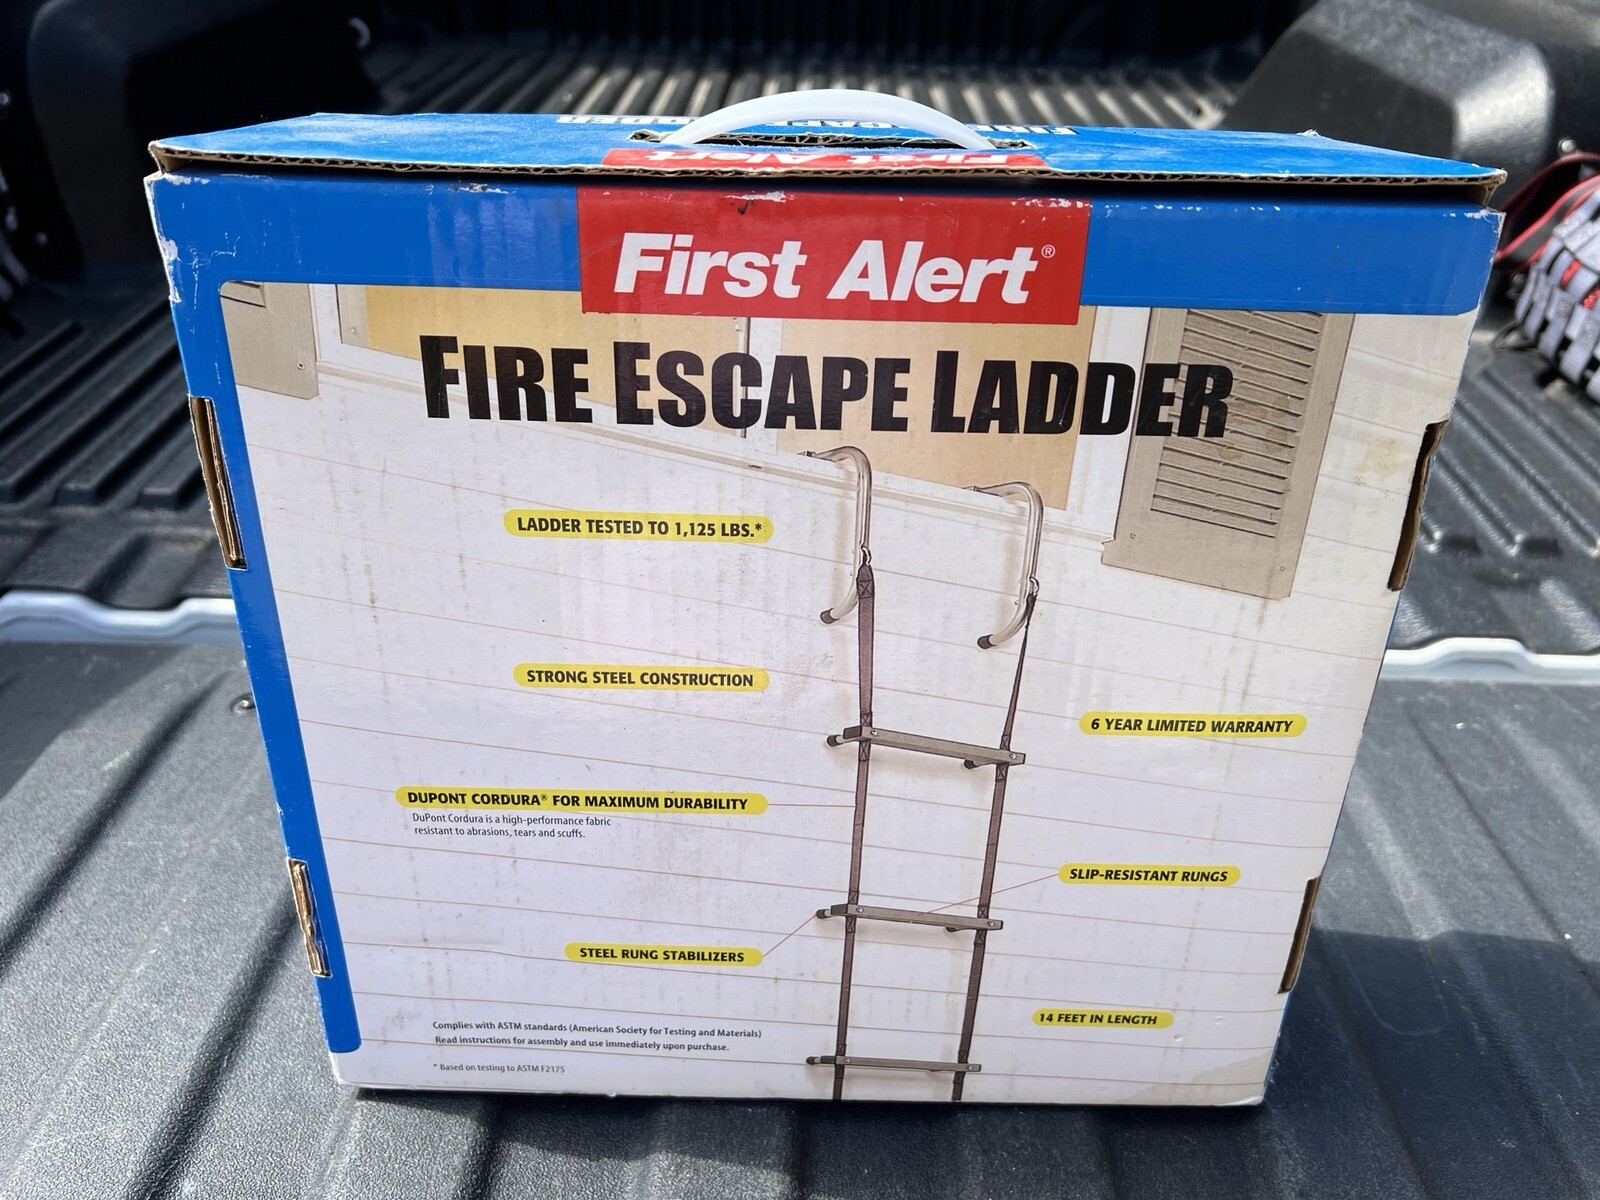 First Alert
First Alert®
FIRE ESCAPE LADDER
LADDER TESTED TO 1,125 LBS.*
STRONG STEEL CONSTRUCTION
6 YEAR LIMITED WARRANTY
DUPONT CORDURA® FOR MAXIMUM DURABILITY
DuPont Cordura is a high-performance fabric
resistant to abrasions, tears and scuffs.
SLIP-RESISTANT RUNGS
STEEL RUNG STABILIZERS
14 FEET IN LENGTH
Complies with ASTM standards (American Society for Testing and Materials)
Read instructions for assembly and use immediately upon purchase.
* Based on testing to ASTM F2175